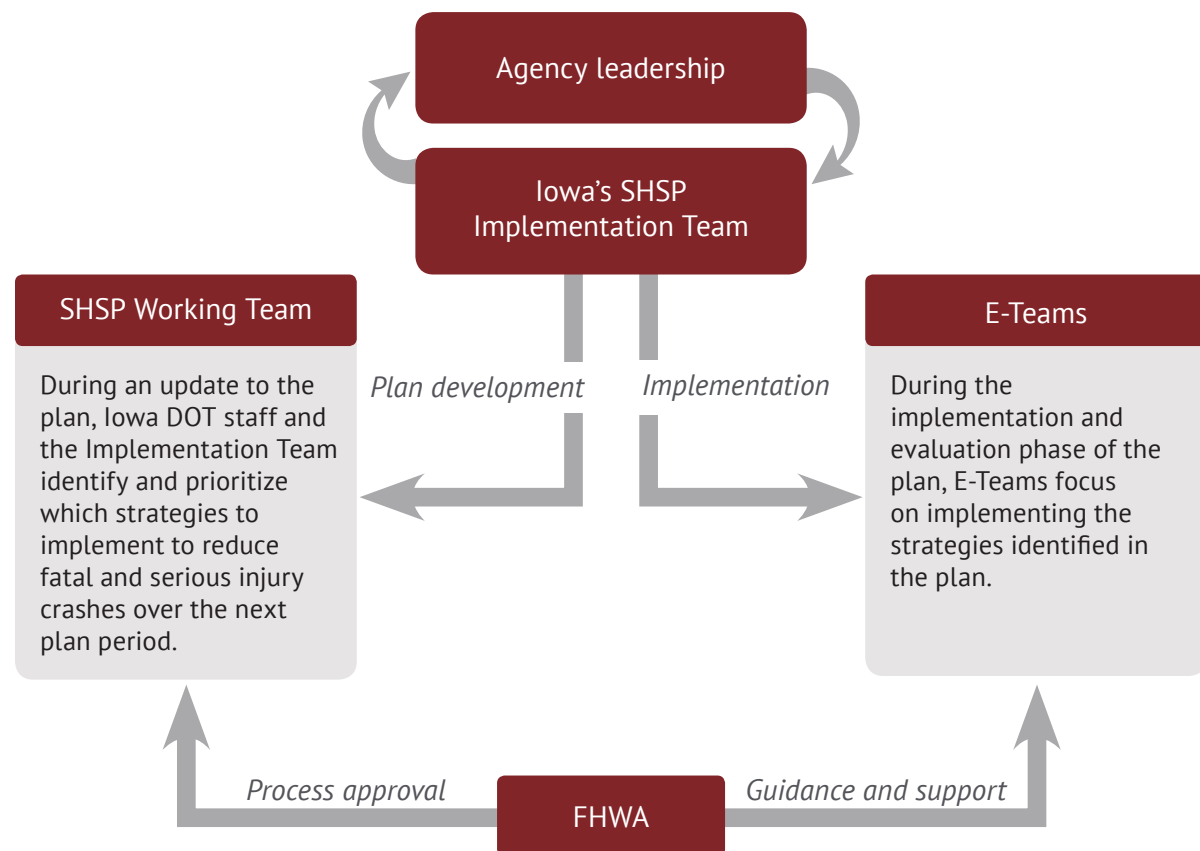 Agency leadership
Iowa's SHSP
Implementation Team
SHSP Working Team
During an update to the
plan, Iowa DOT staff and
the Implementation Team
identify and prioritize
which strategies to
implement to reduce
fatal and serious injury
crashes over the next
plan period.
Plan development
Implementation
E-Teams
During the
implementation and
evaluation phase of the
plan, E-Teams focus
on implementing the
strategies identified in
the plan.
Process approval
FHWA
Guidance and support